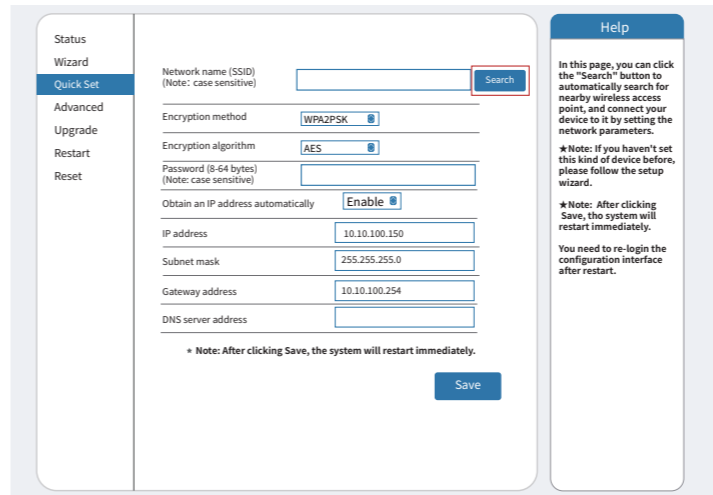 Status
Wizard
Quick Set
Advanced
Upgrade
Restart
Reset
Network name (SSID)
(Note: case sensitive)
Search
Encryption method
WPA2PSK
Encryption algorithm
AES
Password (8-64 bytes)
(Note: case sensitive)
Obtain an IP address automatically
Enable
IP address
10.10.100.150
Subnet mask
255.255.255.0
Gateway address
10.10.100.254
DNS server address
* Note: After clicking Save, the system will restart immediately.
Save
Help
In this page, you can click
the "Search" button to
automatically search for
nearby wireless access
point, and connect your
device to it by setting the
network parameters.
★Note: If you haven't set
this kind of device before,
please follow the setup
wizard.
★Note: After clicking
Save, tho system will
restart immediately.
You need to re-login the
configuration interface
after restart.